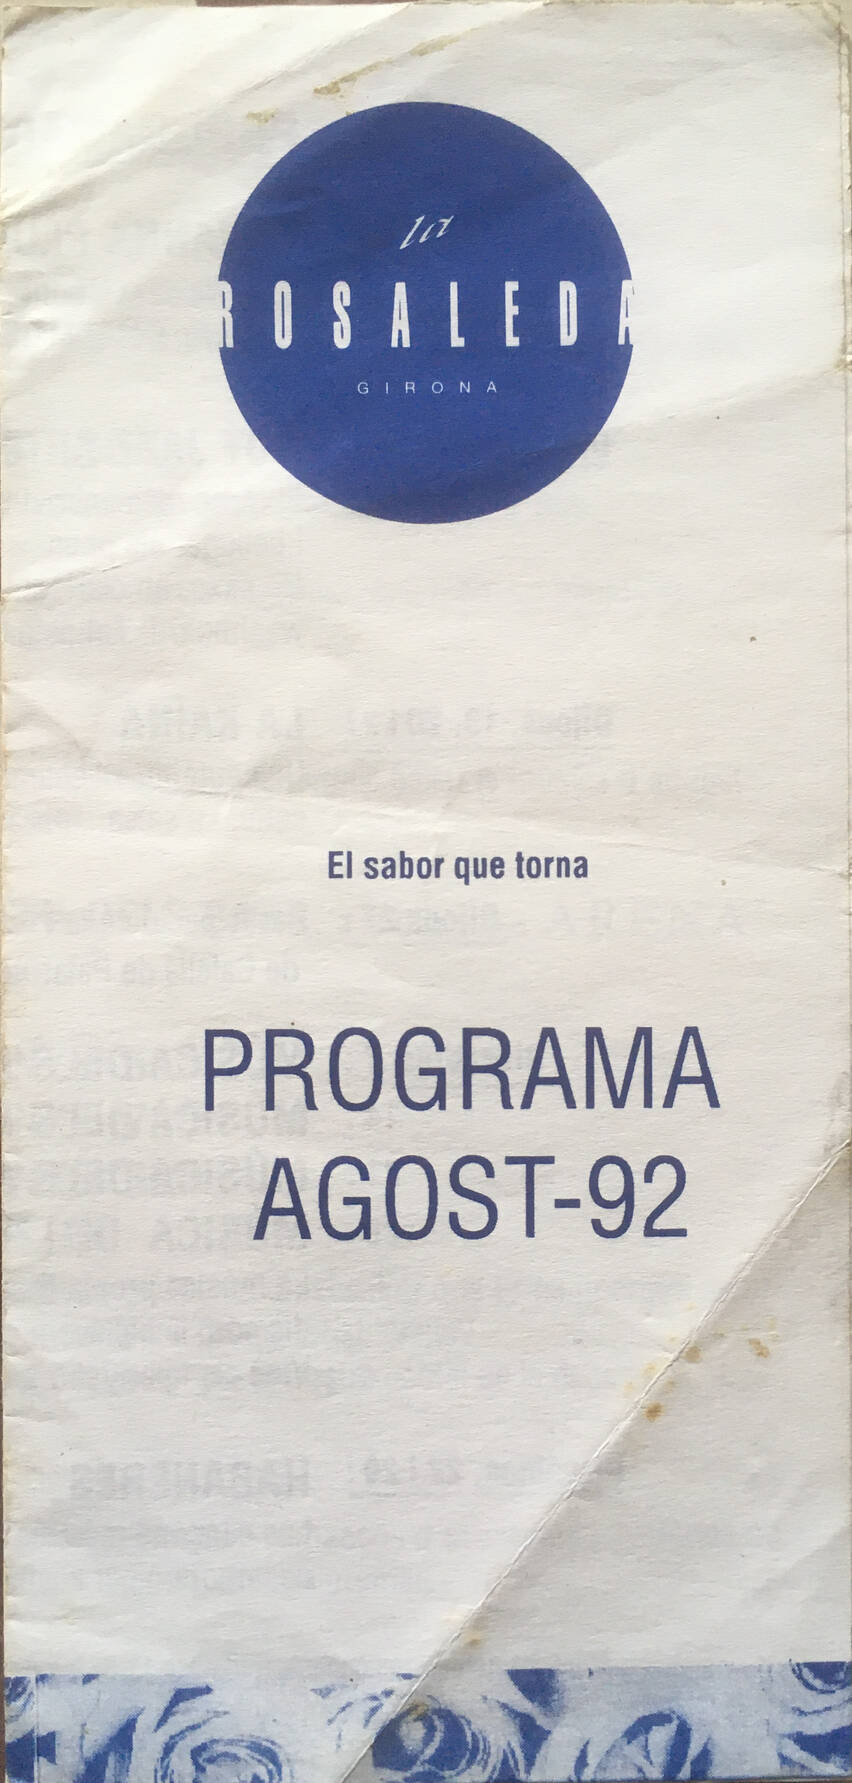 la
ROSALEDA
GIRONA
El sabor que torna
PROGRAMA
AGOST-92